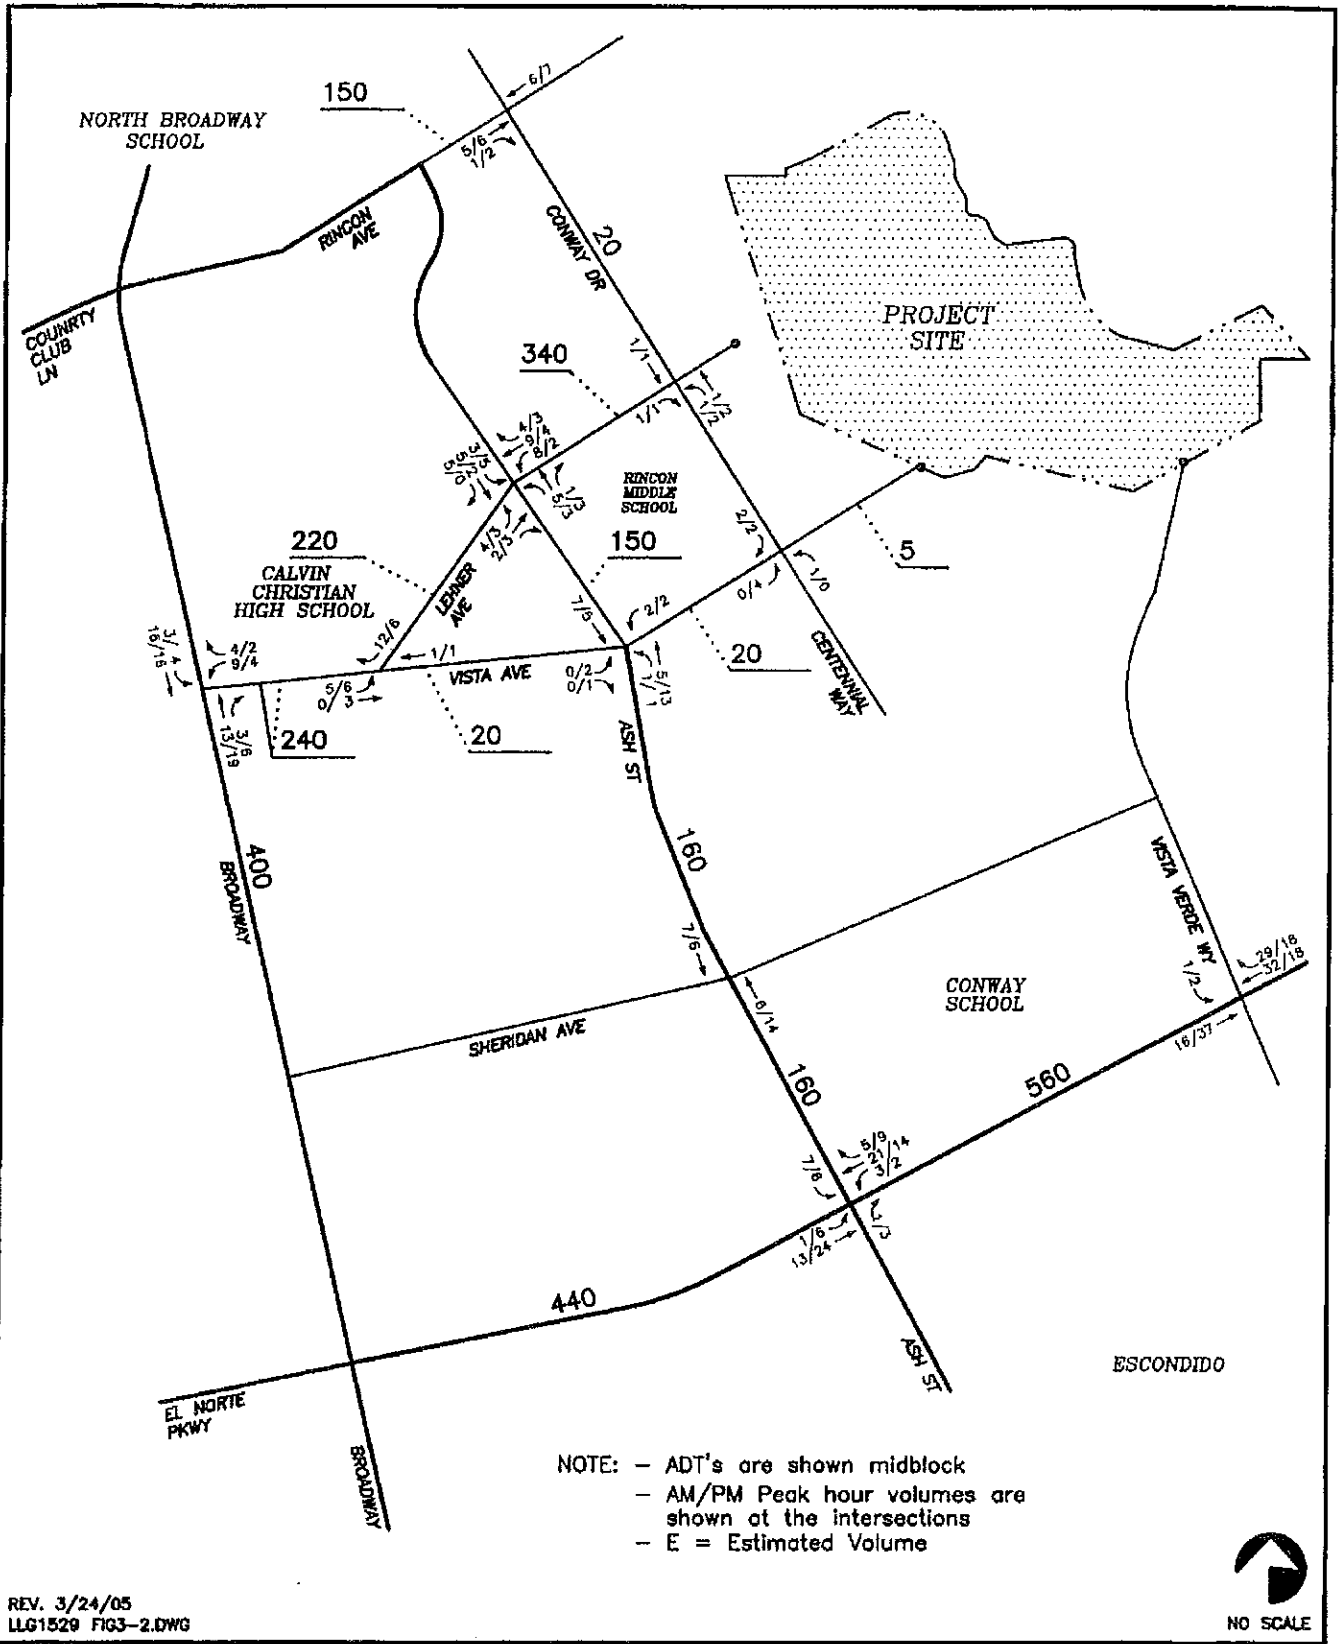 6/7
150
NORTH BROADWAY
SCHOOL
5/6
1/2
RINCON
AVE
CONWAY DR
20
COUNRTY
CLUB
LN
PROJECT
SITE
1/1
340
1/2
1/2
1/1
4/3
9/4
8/2
3/5
5/2
5/0
1/3
5/3
RINCON
MIDDLE
SCHOOL
4/3
2/3
2/2
220
150
5
CALVIN
CHRISTIAN
HIGH SCHOOL
LEHNER
AVE
0/4
1/0
7/5
2/2
3/4
16/16
4/2
9/4
12/6
1/1
VISTA AVE
20
CENTENNIAL
WAY
5/6
0/3
0/2
0/1
5/13
1/1
3/6
13/19
240
20
ASH ST
160
400
BROADWAY
VISTA VERDE WY
7/6
29/18
32/18
1/2
CONWAY
SCHOOL
6/14
SHERIDAN AVE
16/37
160
560
5/9
21/14
3/2
7/6
1/3
1/6
13/24
440
ASH ST
ESCONDIDO
EL NORTE
PKWY
BROADWAY
NOTE: - ADT's are shown midblock
- AM/PM Peak hour volumes are
shown at the intersections
- E = Estimated Volume
REV. 3/24/05
LLG1529 FIG3-2.DWG
NO SCALE